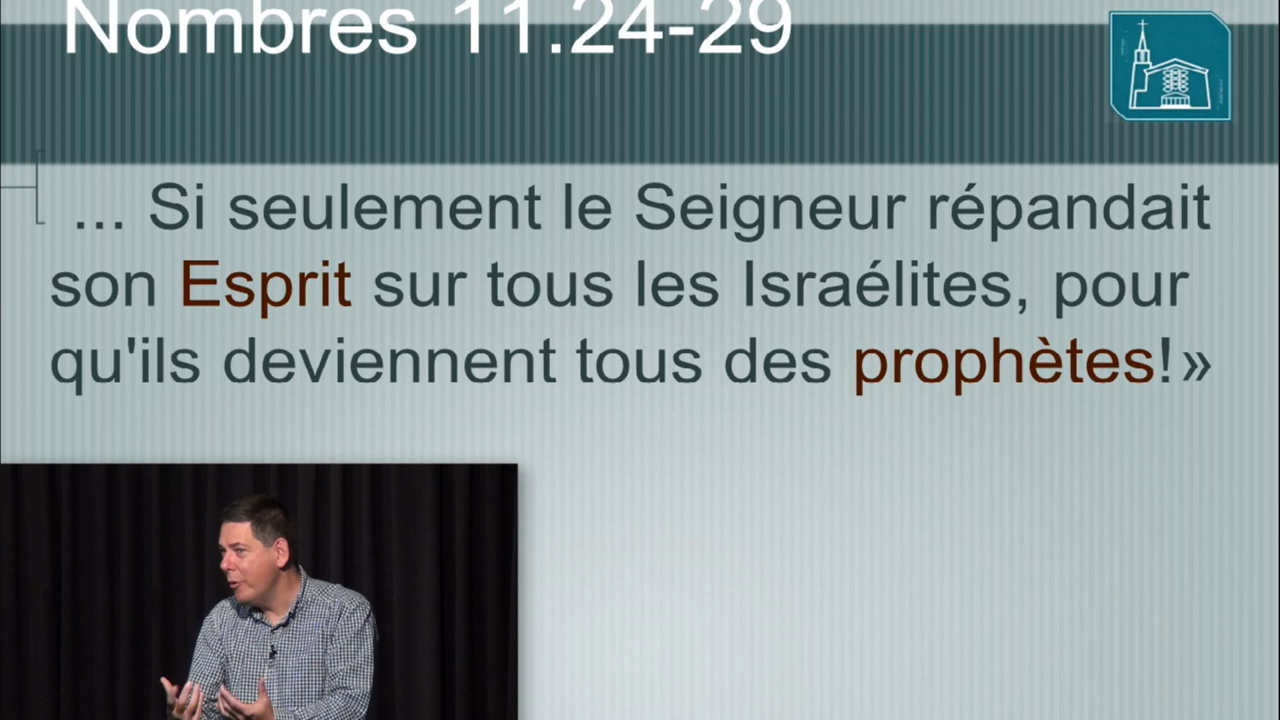 Nombres 11.24-29
... Si seulement le Seigneur répandait
son Esprit sur tous les Israélites, pour
qu'ils deviennent tous des prophètes!»